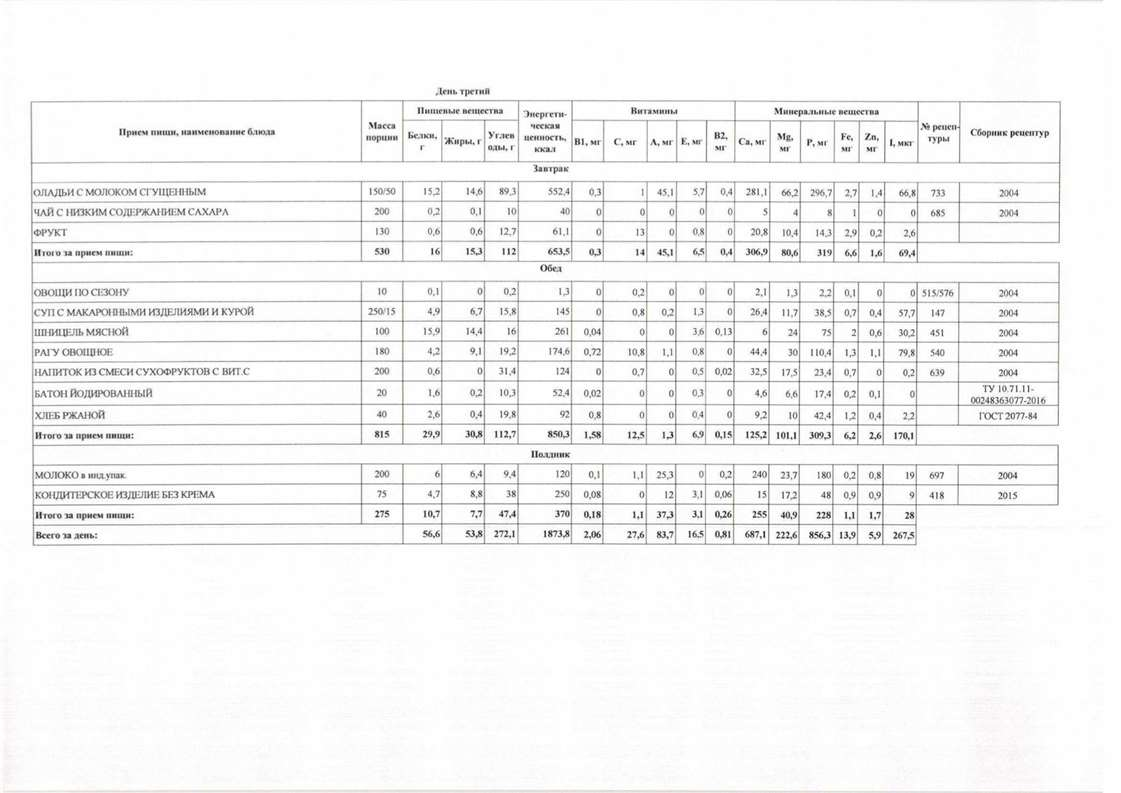 День третий
Прием пищи, наименование блюда | Масса порции | Пищевые вещества | Энергетическая ценность, ккал | Витамины | Минеральные вещества | № рецептуры | Сборник рецептур
Белки, г | Жиры, г | Углеводы, г | В1, мг | С, мг | А, мг | Е, мг | В2, мг | Са, мг | Mg, мг | Р, мг | Fe, мг | Zn, мг | I, мкг
Завтрак
ОЛАДЬИ С МОЛОКОМ СГУЩЕННЫМ 150/50 15,2 14,6 89,3 552,4 0,3 1 45,1 5,7 0,4 281,1 66,2 296,7 2,7 1,4 66,8 733 2004
ЧАЙ С НИЗКИМ СОДЕРЖАНИЕМ САХАРА 200 0,2 0,1 10 40 0 0 0 0 0 5 4 8 1 0 0 685 2004
ФРУКТ 130 0,6 0,6 12,7 61,1 0 13 0 0,8 0 20,8 10,4 14,3 2,9 0,2 2,6
Итого за прием пищи: 530 16 15,3 112 653,5 0,3 14 45,1 6,5 0,4 306,9 80,6 319 6,6 1,6 69,4
Обед
ОВОЩИ ПО СЕЗОНУ 10 0,1 0 0,2 1,3 0 0,2 0 0 0 2,1 1,3 2,2 0,1 0 0 515/576 2004
СУП С МАКАРОННЫМИ ИЗДЕЛИЯМИ И КУРОЙ 250/15 4,9 6,7 15,8 145 0 0,8 0,2 1,3 0 26,4 11,7 38,5 0,7 0,4 57,7 147 2004
ШНИЦЕЛЬ МЯСНОЙ 100 15,9 14,4 16 261 0,04 0 0 3,6 0,13 6 24 75 2 0,6 30,2 451 2004
РАГУ ОВОЩНОЕ 180 4,2 9,1 19,2 174,6 0,72 10,8 1,1 0,8 0 44,4 30 110,4 1,3 1,1 79,8 540 2004
НАПИТОК ИЗ СМЕСИ СУХОФРУКТОВ С ВИТ.С 200 0,6 0 31,4 124 0 0,7 0 0,5 0,02 32,5 17,5 23,4 0,7 0 0,2 639 2004
БАТОН ЙОДИРОВАННЫЙ 20 1,6 0,2 10,3 52,4 0,02 0 0 0,3 0 4,6 6,6 17,4 0,2 0,1 0 ТУ 10.71.11-00248363077-2016
ХЛЕБ РЖАНОЙ 40 2,6 0,4 19,8 92 0,8 0 0 0,4 0 9,2 10 42,4 1,2 0,4 2,2 ГОСТ 2077-84
Итого за прием пищи: 815 29,9 30,8 112,7 850,3 1,58 12,5 1,3 6,9 0,15 125,2 101,1 309,3 6,2 2,6 170,1
Полдник
МОЛОКО в инд.упак. 200 6 6,4 9,4 120 0,1 1,1 25,3 0 0,2 240 23,7 180 0,2 0,8 19 697 2004
КОНДИТЕРСКОЕ ИЗДЕЛИЕ БЕЗ КРЕМА 75 4,7 8,8 38 250 0,08 0 12 3,1 0,06 15 17,2 48 0,9 0,9 9 418 2015
Итого за прием пищи: 275 10,7 7,7 47,4 370 0,18 1,1 37,3 3,1 0,26 255 40,9 228 1,1 1,7 28
Всего за день: 56,6 53,8 272,1 1873,8 2,06 27,6 83,7 16,5 0,81 687,1 222,6 856,3 13,9 5,9 267,5